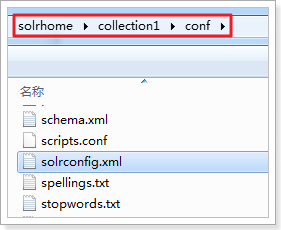 solrhome ▸ collection1 ▸ conf ▸
名称
schema.xml
scripts.conf
solrconfig.xml
spellings.txt
stopwords.txt